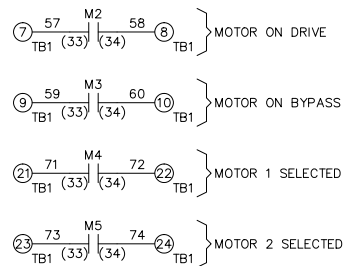 M2
7 57 58 8 MOTOR ON DRIVE
TB1 (33) (34) TB1
M3
9 59 60 10 MOTOR ON BYPASS
TB1 (33) (34) TB1
M4
21 71 72 22 MOTOR 1 SELECTED
TB1 (33) (34) TB1
M5
23 73 74 24 MOTOR 2 SELECTED
TB1 (33) (34) TB1